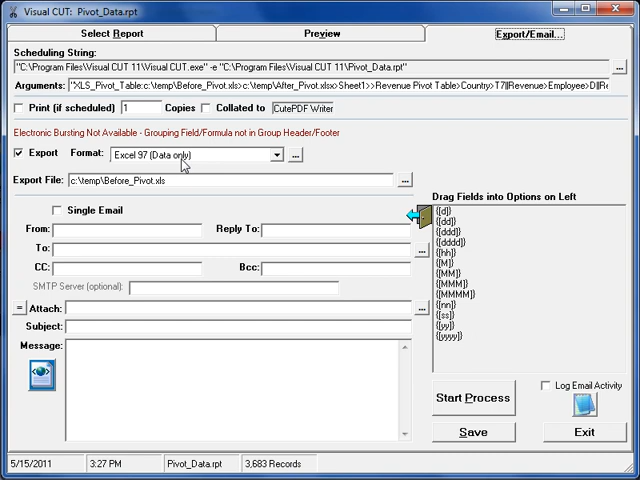 Visual CUT: Pivot_Data.rpt
Select Report
Preview
Export/Email...
Scheduling String:
"C:\Program Files\Visual CUT 11\Visual CUT.exe" -e "C:\Program Files\Visual CUT 11\Pivot_Data.rpt"
...
Arguments:
"XLS_Pivot_Table:c:\temp\Before_Pivot.xls>c:\temp\After_Pivot.xls>Sheet1>>Revenue Pivot Table>Country>T7||Revenue>Employee>D||Re
Print (if scheduled)
1
Copies
Collated to
CutePDF Writer
Electronic Bursting Not Available - Grouping Field/Formula not in Group Header/Footer
Export
Format:
Excel 97 (Data only)
...
Export File:
c:\temp\Before_Pivot.xls
...
Drag Fields into Options on Left
Single Email
From:
Reply To:
To:
...
CC:
Bcc:
SMTP Server (optional):
=
Attach:
...
Subject:
Message:
{[d]}
{[dd]}
{[ddd]}
{[dddd]}
{[hh]}
{[M]}
{[MM]}
{[MMM]}
{[MMMM]}
{[nn]}
{[ss]}
{[yy]}
{[yyyy]}
Start Process
Log Email Activity
Save
Exit
5/15/2011
3:27 PM
Pivot_Data.rpt
3,683 Records